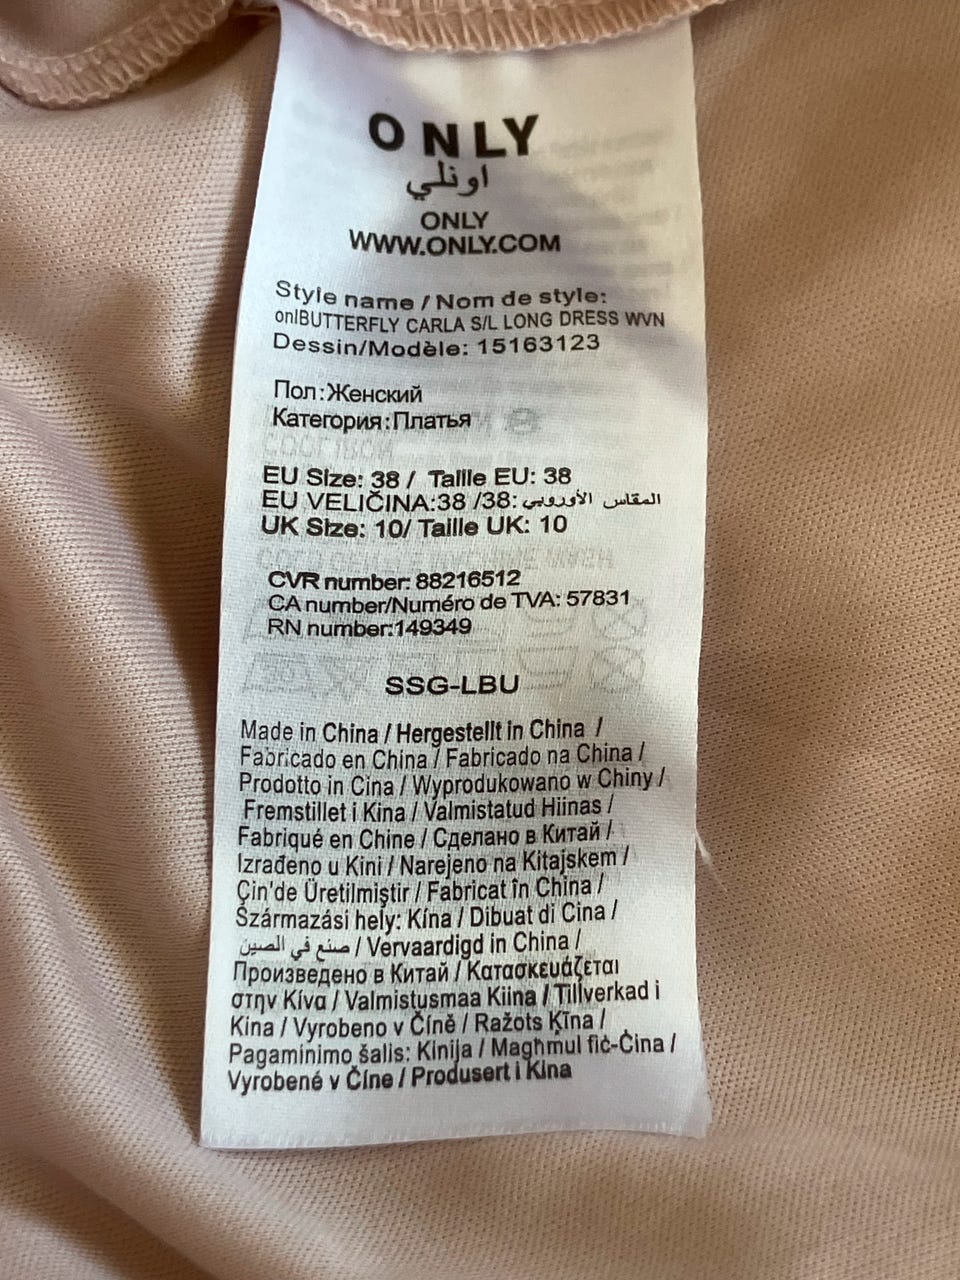 ONLY
اونلي
ONLY
WWW.ONLY.COM
Style name / Nom de style:
onlBUTTERFLY CARLA S/L LONG DRESS WVN
Dessin/Modèle: 15163123
Пол:Женский
Категория:Платья
EU Size: 38 / Taille EU: 38
EU VELIČINA:38 /38: المقاس الأوروبي
UK Size: 10/ Taille UK: 10
CVR number: 88216512
CA number/Numéro de TVA: 57831
RN number:149349
SSG-LBU
Made in China / Hergestellt in China /
Fabricado en China / Fabricado na China /
Prodotto in Cina / Wyprodukowano w Chiny /
Fremstillet i Kina / Valmistatud Hiinas /
Fabriqué en Chine / Сделано в Китай /
Izrađeno u Kini / Narejeno na Kitajskem /
Çin'de Üretilmiştir / Fabricat în China /
Származási hely: Kína / Dibuat di Cina /
صنع في الصين / Vervaardigd in China /
Произведено в Китай / Κατασκευάζεται
στην Κίνα / Valmistusmaa Kiina / Tillverkad i
Kina / Vyrobeno v Číně / Ražots Ķīna /
Pagaminimo šalis: Kinija / Magħmul fiċ-Ċina /
Vyrobené v Číne / Produsert i Kina